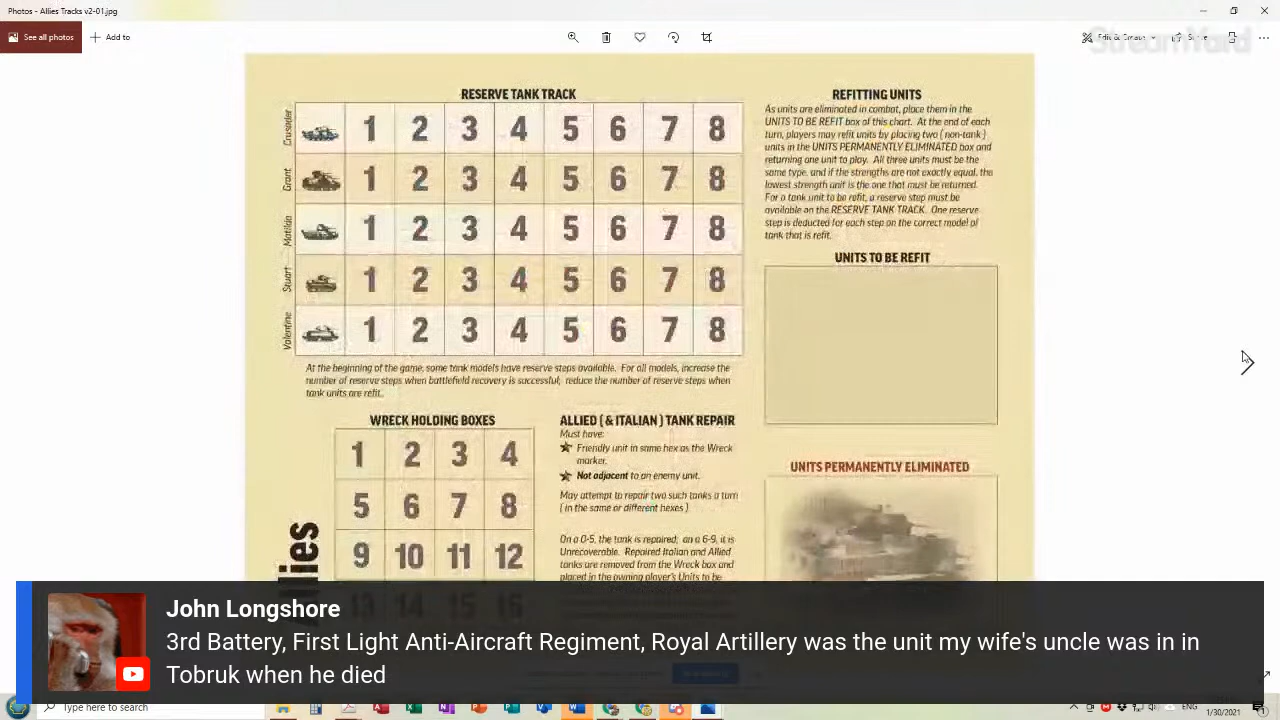 Photos - Allies Tracks v2-01.jpg
See all photos
Add to
StreamYard
RESERVE TANK TRACK
Crusader 1 2 3 4 5 6 7 8
Grant 1 2 3 4 5 6 7 8
Matilda 1 2 3 4 5 6 7 8
Stuart 1 2 3 4 5 6 7 8
Valentine 1 2 3 4 5 6 7 8
At the beginning of the game, some tank models have reserve steps available. For all models, increase the
number of reserve steps when battlefield recovery is successful; reduce the number of reserve steps when
tank units are refit.
REFITTING UNITS
As units are eliminated in combat, place them in the
UNITS TO BE REFIT box of this chart. At the end of each
turn, players may refit units by placing two ( non-tank )
units in the UNITS PERMANENTLY ELIMINATED box and
returning one unit to play. All three units must be the
same type, and if the strengths are not exactly equal, the
lowest strength unit is the one that must be returned.
For a tank unit to be refit, a reserve step must be
available on the RESERVE TANK TRACK. One reserve
step is deducted for each step on the correct model of
tank that is refit.
UNITS TO BE REFIT
WRECK HOLDING BOXES
1 2 3 4
5 6 7 8
9 10 11 12
13 14 15 16
Allies
ALLIED ( & ITALIAN ) TANK REPAIR
Must have:
Friendly unit in same hex as the Wreck
marker.
Not adjacent to an enemy unit.
May attempt to repair two such tanks a turn
( in the same or different hexes )
On a 0-5, the tank is repaired; on a 6-9, it is
Unrecoverable. Repaired Italian and Allied
tanks are removed from the Wreck box and
placed in the owning player's Units to be
UNITS PERMANENTLY ELIMINATED
John Longshore
3rd Battery, First Light Anti-Aircraft Regiment, Royal Artillery was the unit my wife's uncle was in in
Tobruk when he died
Type here to search
1/30/2021